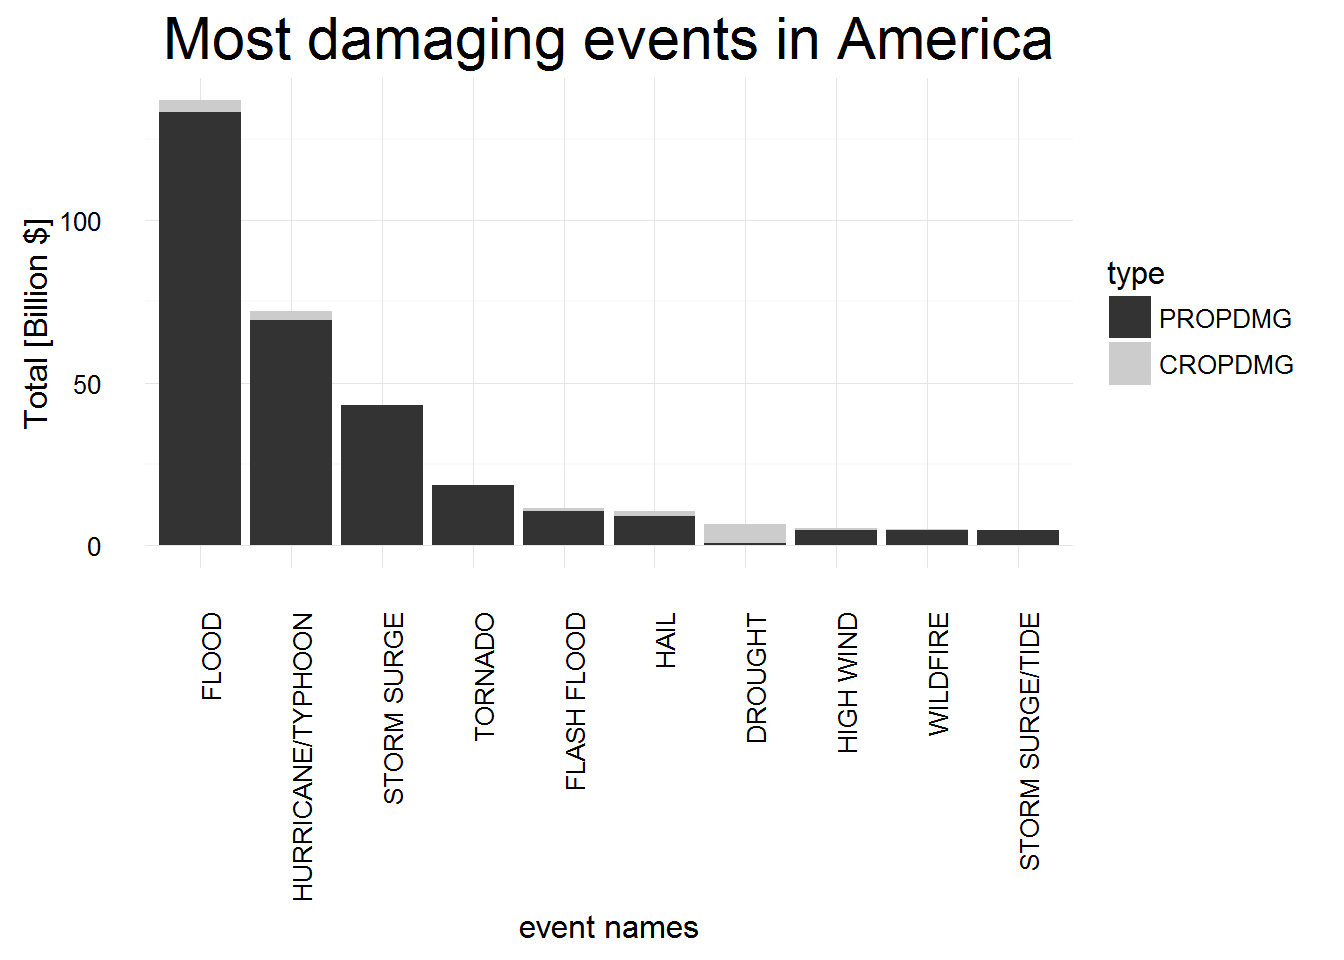 Most damaging events in America
Total [Billion $]
100
50
0
type
PROPDMG
CROPDMG
FLOOD
HURRICANE/TYPHOON
STORM SURGE
TORNADO
FLASH FLOOD
HAIL
DROUGHT
HIGH WIND
WILDFIRE
STORM SURGE/TIDE
event names